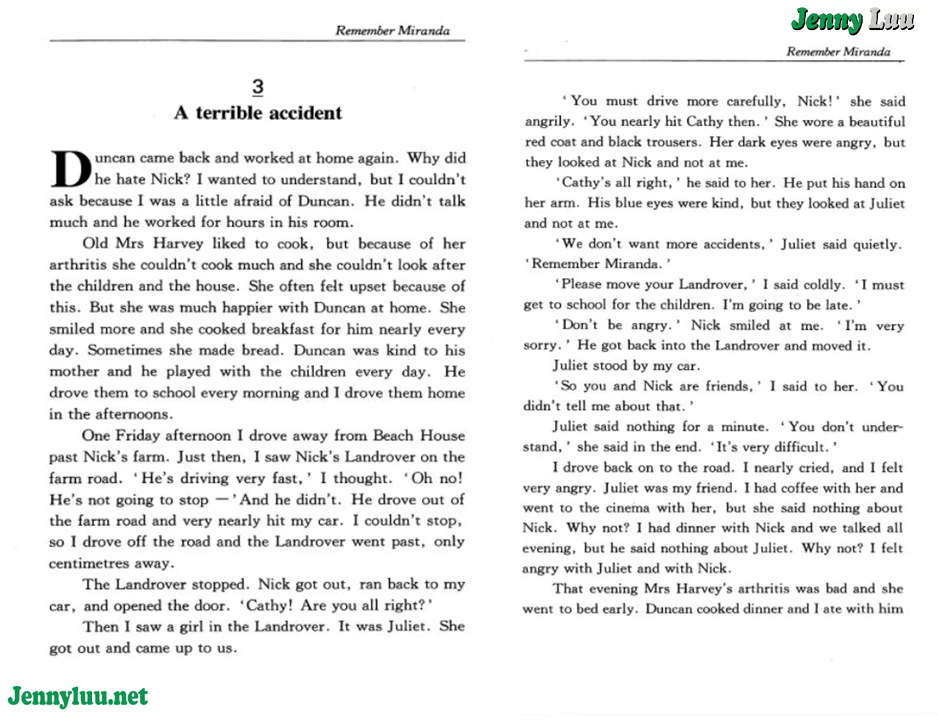 Remember Miranda
3
A terrible accident
Duncan came back and worked at home again. Why did
he hate Nick? I wanted to understand, but I couldn't
ask because I was a little afraid of Duncan. He didn't talk
much and he worked for hours in his room.
Old Mrs Harvey liked to cook, but because of her
arthritis she couldn't cook much and she couldn't look after
the children and the house. She often felt upset because of
this. But she was much happier with Duncan at home. She
smiled more and she cooked breakfast for him nearly every
day. Sometimes she made bread. Duncan was kind to his
mother and he played with the children every day. He
drove them to school every morning and I drove them home
in the afternoons.
One Friday afternoon I drove away from Beach House
past Nick's farm. Just then, I saw Nick's Landrover on the
farm road. 'He's driving very fast,' I thought. 'Oh no!
He's not going to stop —' And he didn't. He drove out of
the farm road and very nearly hit my car. I couldn't stop,
so I drove off the road and the Landrover went past, only
centimetres away.
The Landrover stopped. Nick got out, ran back to my
car, and opened the door. 'Cathy! Are you all right?'
Then I saw a girl in the Landrover. It was Juliet. She
got out and came up to us.
Jennyluu.net
Jenny Luu
Remember Miranda
'You must drive more carefully, Nick!' she said
angrily. 'You nearly hit Cathy then.' She wore a beautiful
red coat and black trousers. Her dark eyes were angry, but
they looked at Nick and not at me.
'Cathy's all right,' he said to her. He put his hand on
her arm. His blue eyes were kind, but they looked at Juliet
and not at me.
'We don't want more accidents,' Juliet said quietly.
'Remember Miranda.'
'Please move your Landrover,' I said coldly. 'I must
get to school for the children. I'm going to be late.'
'Don't be angry.' Nick smiled at me. 'I'm very
sorry.' He got back into the Landrover and moved it.
Juliet stood by my car.
'So you and Nick are friends,' I said to her. 'You
didn't tell me about that.'
Juliet said nothing for a minute. 'You don't under-
stand,' she said in the end. 'It's very difficult.'
I drove back on to the road. I nearly cried, and I felt
very angry. Juliet was my friend. I had coffee with her and
went to the cinema with her, but she said nothing about
Nick. Why not? I had dinner with Nick and we talked all
evening, but he said nothing about Juliet. Why not? I felt
angry with Juliet and with Nick.
That evening Mrs Harvey's arthritis was bad and she
went to bed early. Duncan cooked dinner and I ate with him